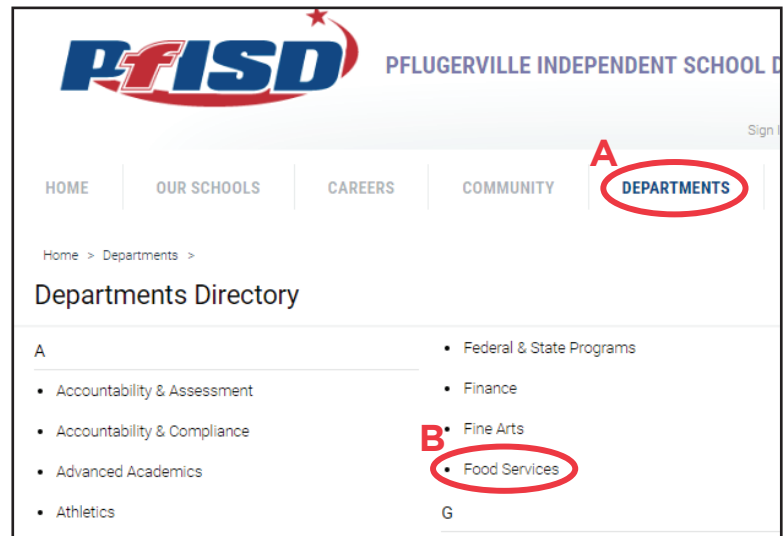 PfISD
PFLUGERVILLE INDEPENDENT SCHOOL
Sign
A
HOME OUR SCHOOLS CAREERS COMMUNITY DEPARTMENTS
Home > Departments >
Departments Directory
A
• Accountability & Assessment
• Accountability & Compliance
• Advanced Academics
• Athletics
• Federal & State Programs
• Finance
• Fine Arts
B
• Food Services
G